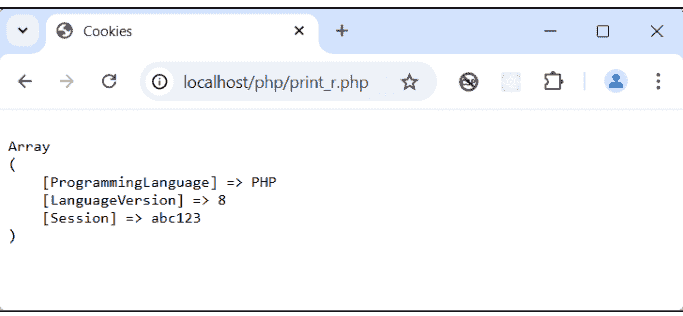 Cookies
localhost/php/print_r.php
Array
(
    [ProgrammingLanguage] => PHP
    [LanguageVersion] => 8
    [Session] => abc123
)